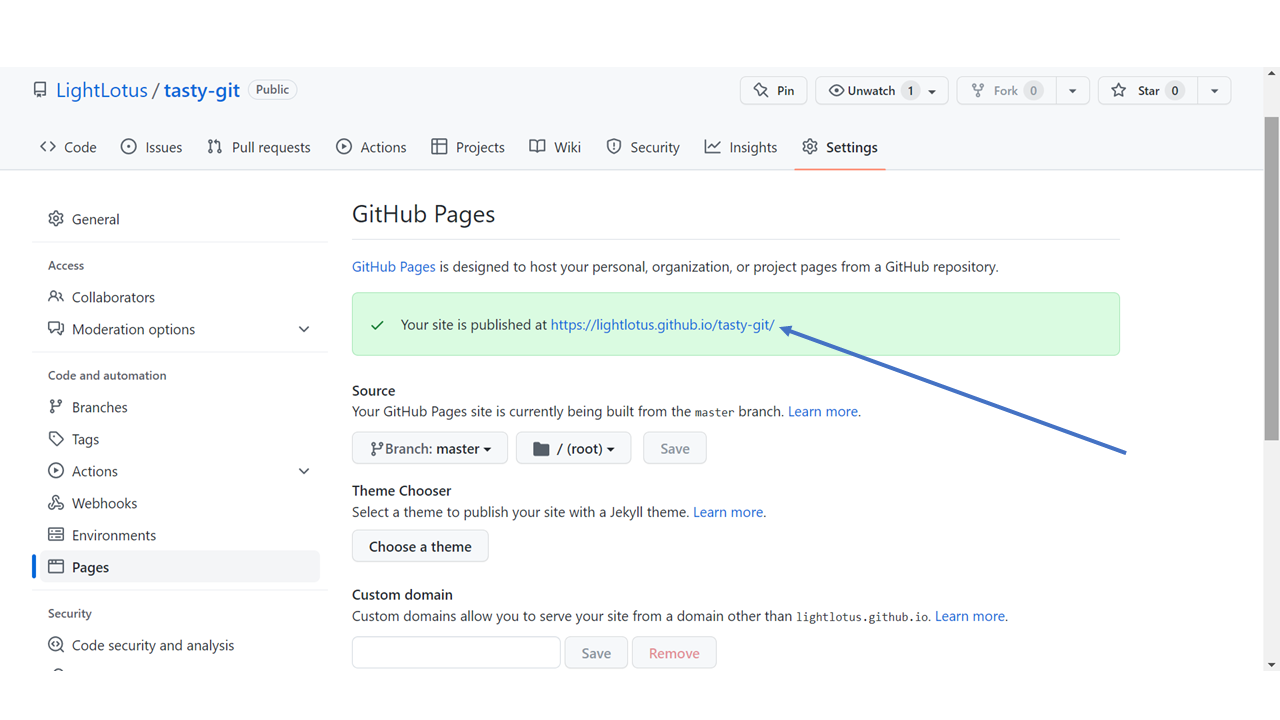 LightLotus / tasty-git Public
Pin Unwatch 1 Fork 0 Star 0
Code Issues Pull requests Actions Projects Wiki Security Insights Settings
General
Access
Collaborators
Moderation options
Code and automation
Branches
Tags
Actions
Webhooks
Environments
Pages
Security
Code security and analysis
GitHub Pages
GitHub Pages is designed to host your personal, organization, or project pages from a GitHub repository.
Your site is published at https://lightlotus.github.io/tasty-git/
Source
Your GitHub Pages site is currently being built from the master branch. Learn more.
Branch: master / (root) Save
Theme Chooser
Select a theme to publish your site with a Jekyll theme. Learn more.
Choose a theme
Custom domain
Custom domains allow you to serve your site from a domain other than lightlotus.github.io. Learn more.
Save Remove